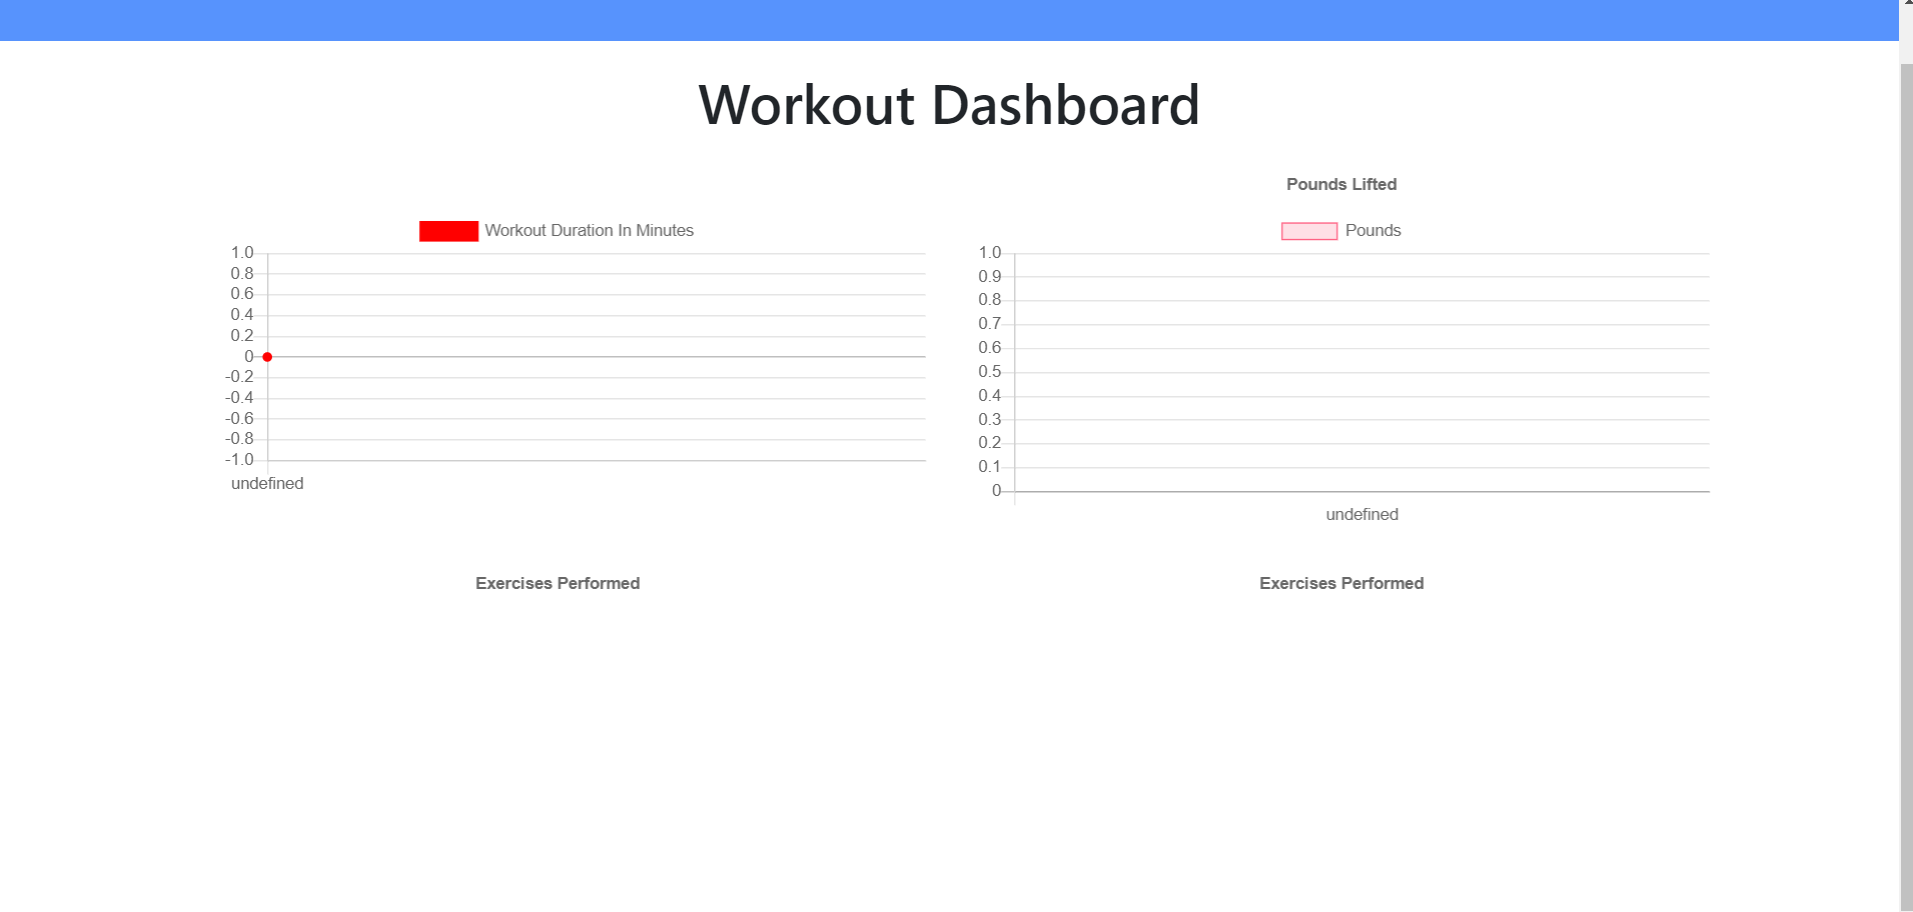 Workout Dashboard
Workout Duration In Minutes
1.0
0.8
0.6
0.4
0.2
0
-0.2
-0.4
-0.6
-0.8
-1.0
undefined
Pounds Lifted
Pounds
1.0
0.9
0.8
0.7
0.6
0.5
0.4
0.3
0.2
0.1
0
undefined
Exercises Performed
Exercises Performed